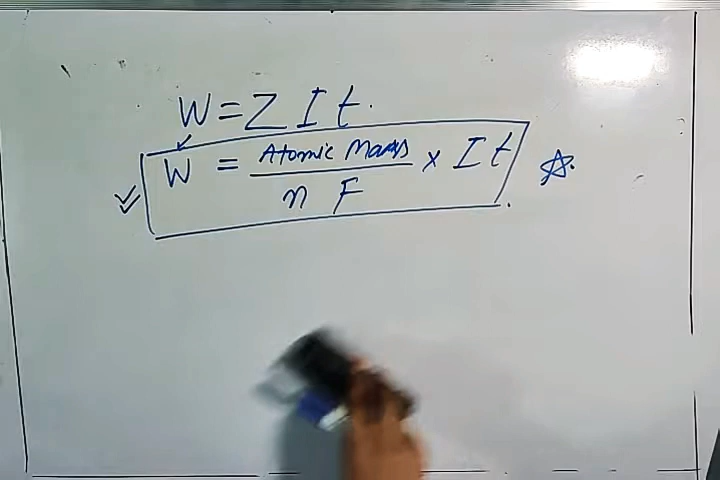 W = Z I t.
W = Atomic Mass / n F × I t